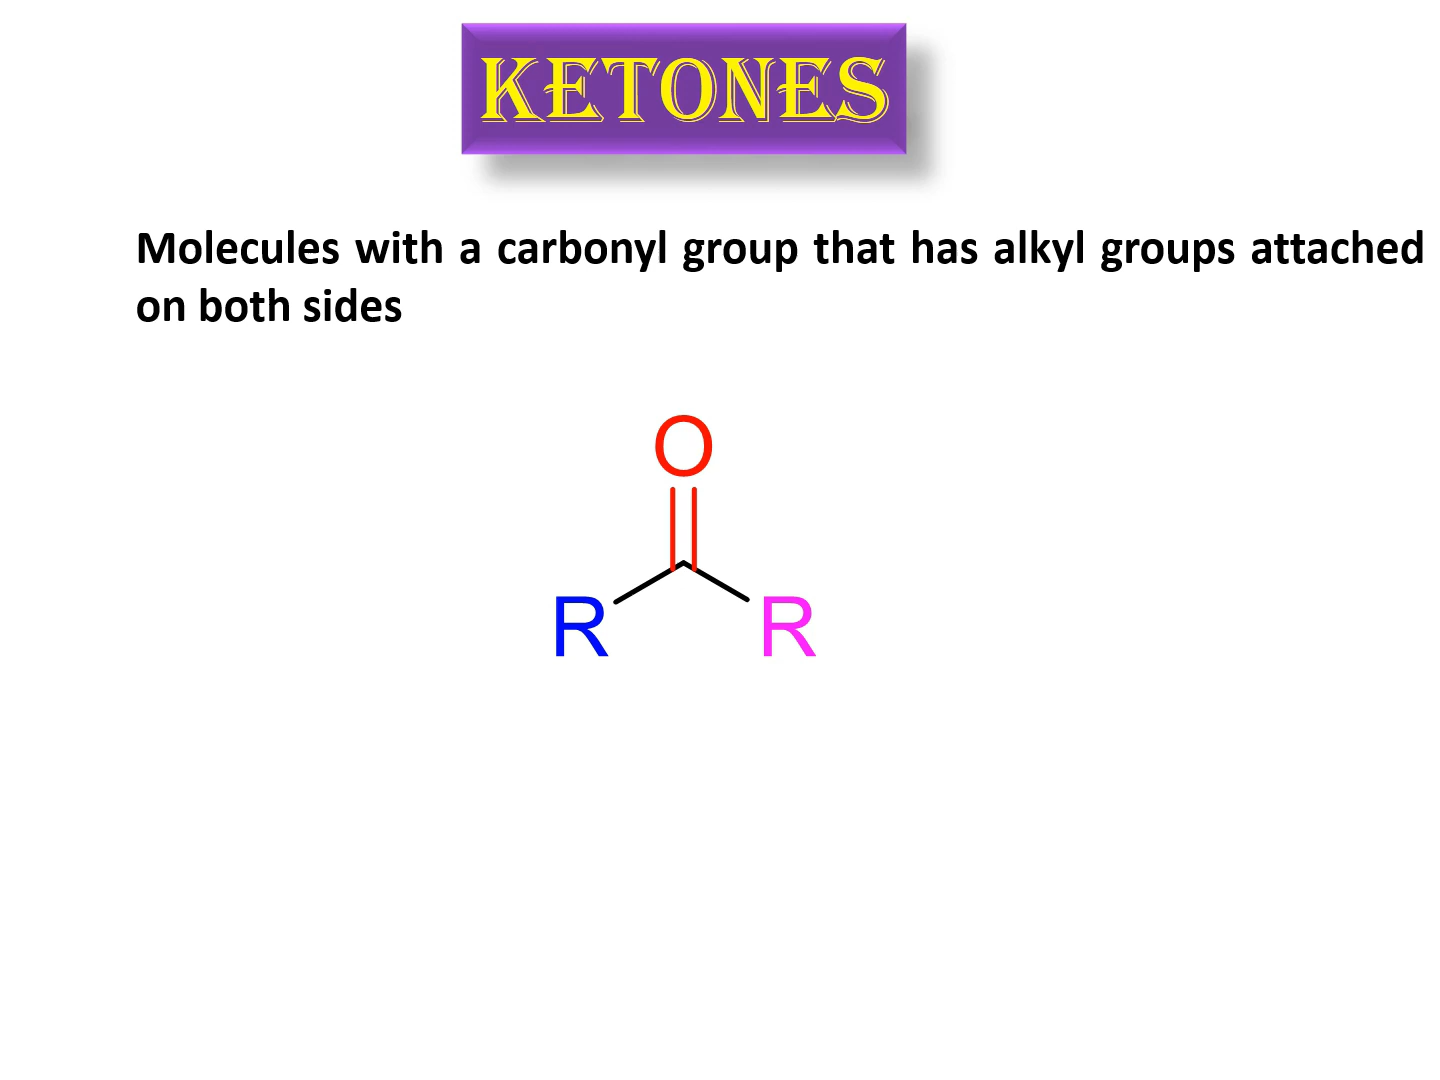 KETONES
Molecules with a carbonyl group that has alkyl groups attached
on both sides
O
R R